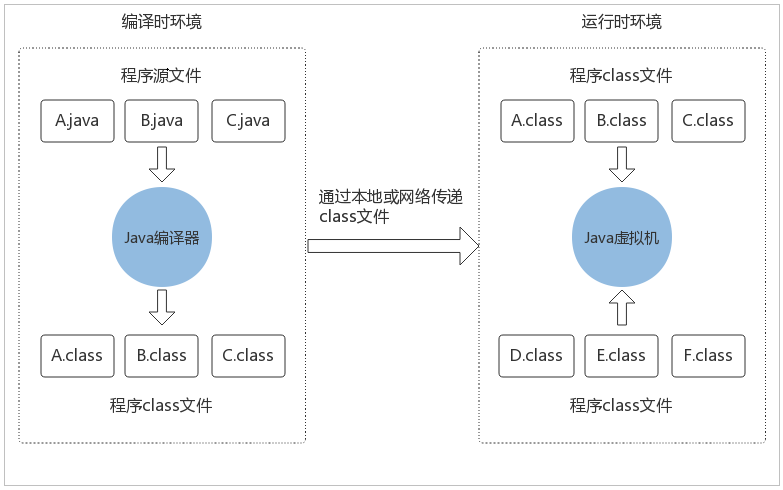 编译时环境
程序源文件
A.java
B.java
C.java
Java编译器
A.class
B.class
C.class
程序class文件
通过本地或网络传递
class文件
运行时环境
程序class文件
A.class
B.class
C.class
Java虚拟机
D.class
E.class
F.class
程序class文件